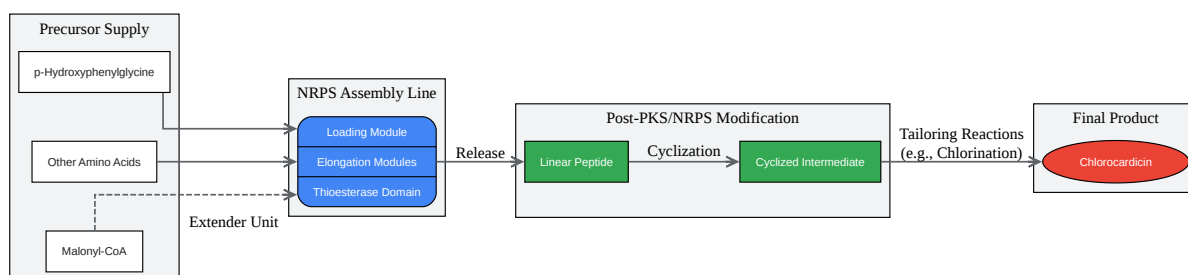 Precursor Supply
p-Hydroxyphenylglycine
Other Amino Acids
Malonyl-CoA
Extender Unit
NRPS Assembly Line
Loading Module
Elongation Modules
Thioesterase Domain
Release
Post-PKS/NRPS Modification
Linear Peptide
Cyclization
Cyclized Intermediate
Tailoring Reactions
(e.g., Chlorination)
Final Product
Chlorocardicin